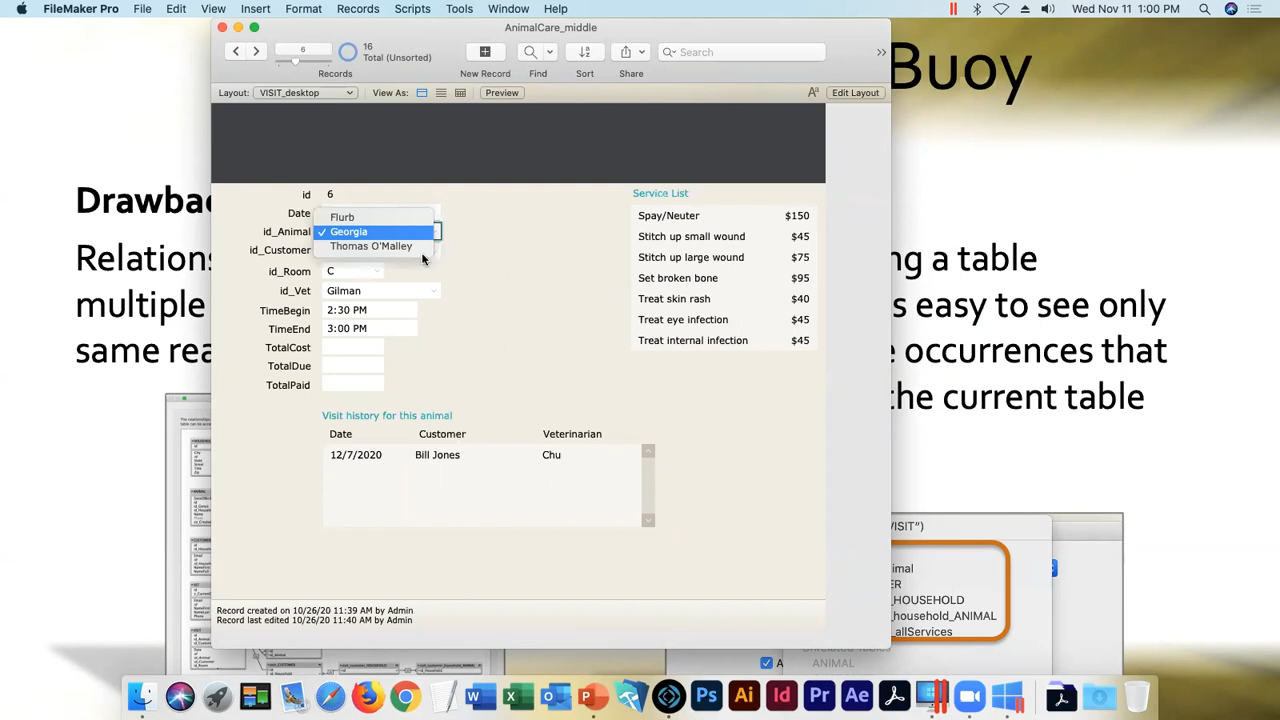 FileMaker Pro File Edit View Insert Format Records Scripts Tools Window Help Wed Nov 11 1:00 PM
AnimalCare_middle
6
16
Total (Unsorted)
Search
Records New Record Find Sort Share
Layout: VISIT_desktop View As: Preview Edit Layout
Buoy
id 6
Date
id_Animal
id_Customer
Flurb
✓ Georgia
Thomas O'Malley
id_Room C
id_Vet Gilman
TimeBegin 2:30 PM
TimeEnd 3:00 PM
TotalCost
TotalDue
TotalPaid
Service List
Spay/Neuter $150
Stitch up small wound $45
Stitch up large wound $75
Set broken bone $95
Treat skin rash $40
Treat eye infection $45
Treat internal infection $45
Visit history for this animal
Date Customer Veterinarian
12/7/2020 Bill Jones Chu
Record created on 10/26/20 11:39 AM by Admin
Record last edited 10/26/20 11:40 AM by Admin
Drawba
Relations ng a table
multiple s easy to see only
same rea e occurrences that
the current table
VISIT")
nimal
ER
_HOUSEHOLD
_household_ANIMAL
_allServices
ANIMAL
A